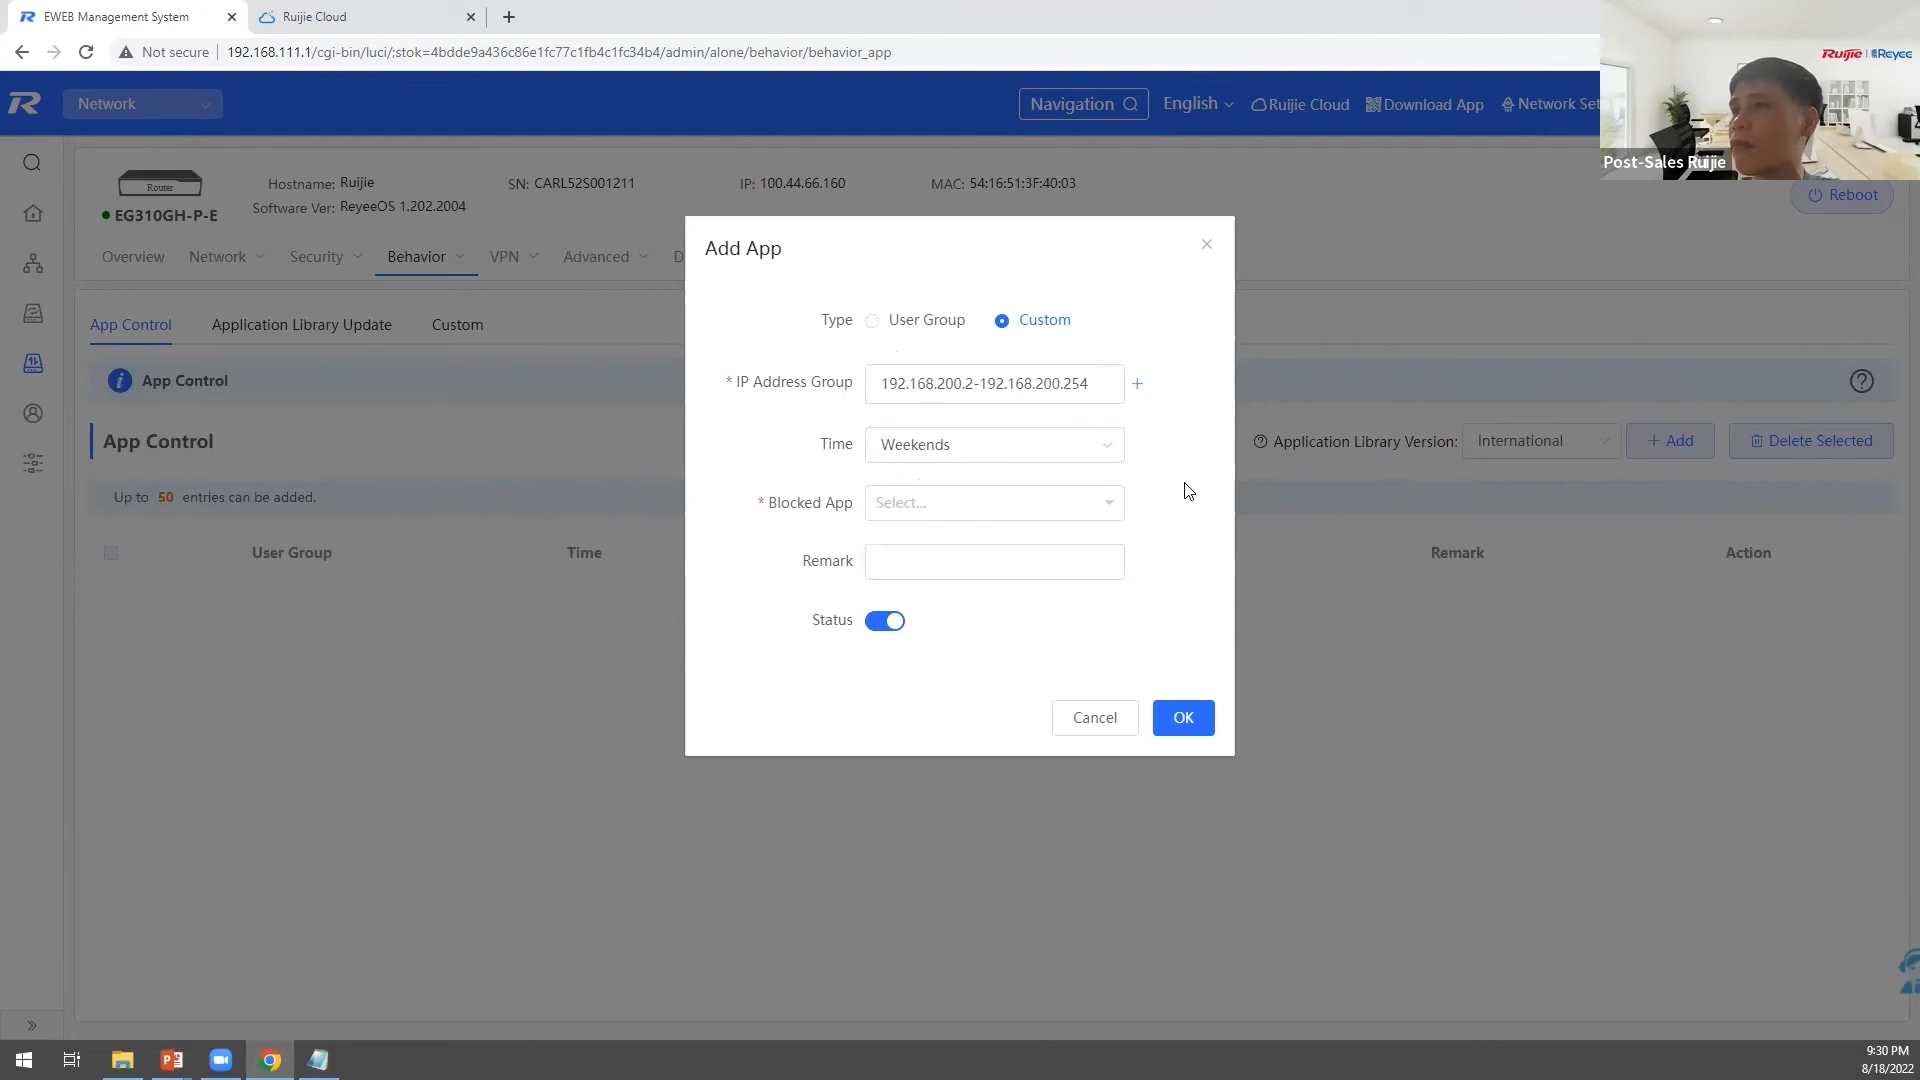 EWEB Management System
Ruijie Cloud
Not secure
192.168.111.1/cgi-bin/luci/;stok=4bdde9a436c86e1fc77c1fb4c1fc34b4/admin/alone/behavior/behavior_app
Ruijie | Reyee
Post-Sales Ruijie
R
Network
Navigation
English
Ruijie Cloud
Download App
Network Set
Router
EG310GH-P-E
Hostname: Ruijie
SN: CARL52S001211
IP: 100.44.66.160
MAC: 54:16:51:3F:40:03
Software Ver: ReyeeOS 1.202.2004
Reboot
Overview
Network
Security
Behavior
VPN
Advanced
D
App Control
Application Library Update
Custom
App Control
App Control
Application Library Version:
International
+ Add
Delete Selected
Up to 50 entries can be added.
User Group
Time
Remark
Action
Add App
Type
User Group
Custom
* IP Address Group
192.168.200.2-192.168.200.254
Time
Weekends
* Blocked App
Select...
Remark
Status
Cancel
OK
9:30 PM
8/18/2022